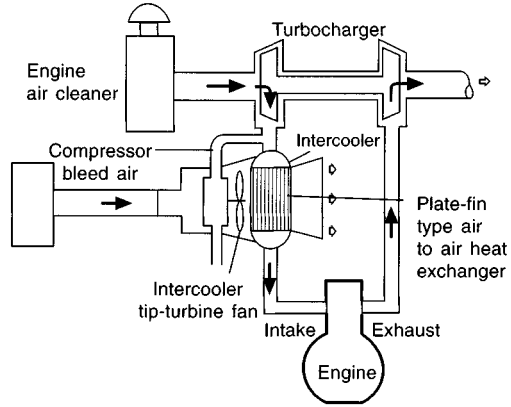 Turbocharger
Engine
air cleaner
Compressor
bleed air
Intercooler
Plate-fin
type air
to air heat
exchanger
Intercooler
tip-turbine fan
Intake
Exhaust
Engine